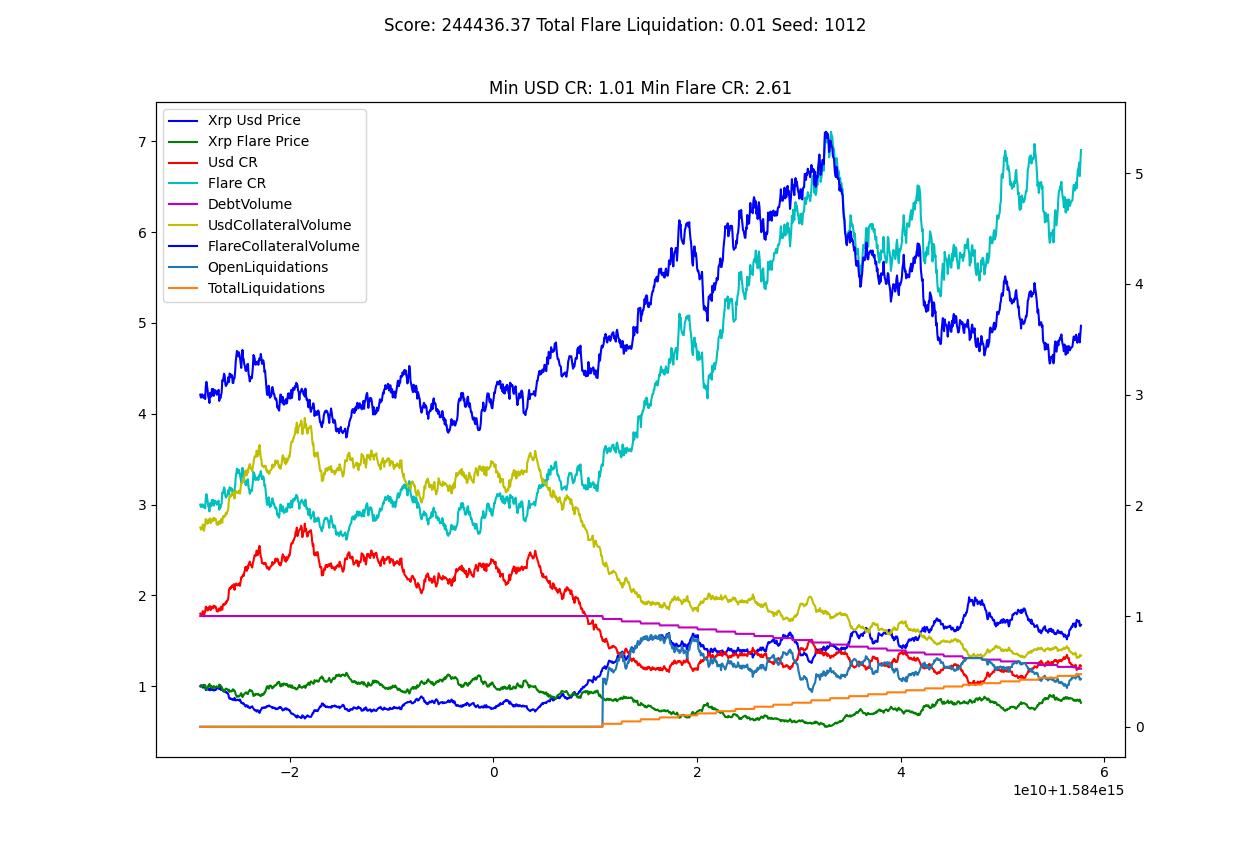 Score: 244436.37 Total Flare Liquidation: 0.01 Seed: 1012
Min USD CR: 1.01 Min Flare CR: 2.61
Xrp Usd Price
Xrp Flare Price
Usd CR
Flare CR
DebtVolume
UsdCollateralVolume
FlareCollateralVolume
OpenLiquidations
TotalLiquidations
7
6
5
4
3
2
1
5
4
3
2
1
0
−2
0
2
4
6
1e10+1.584e15